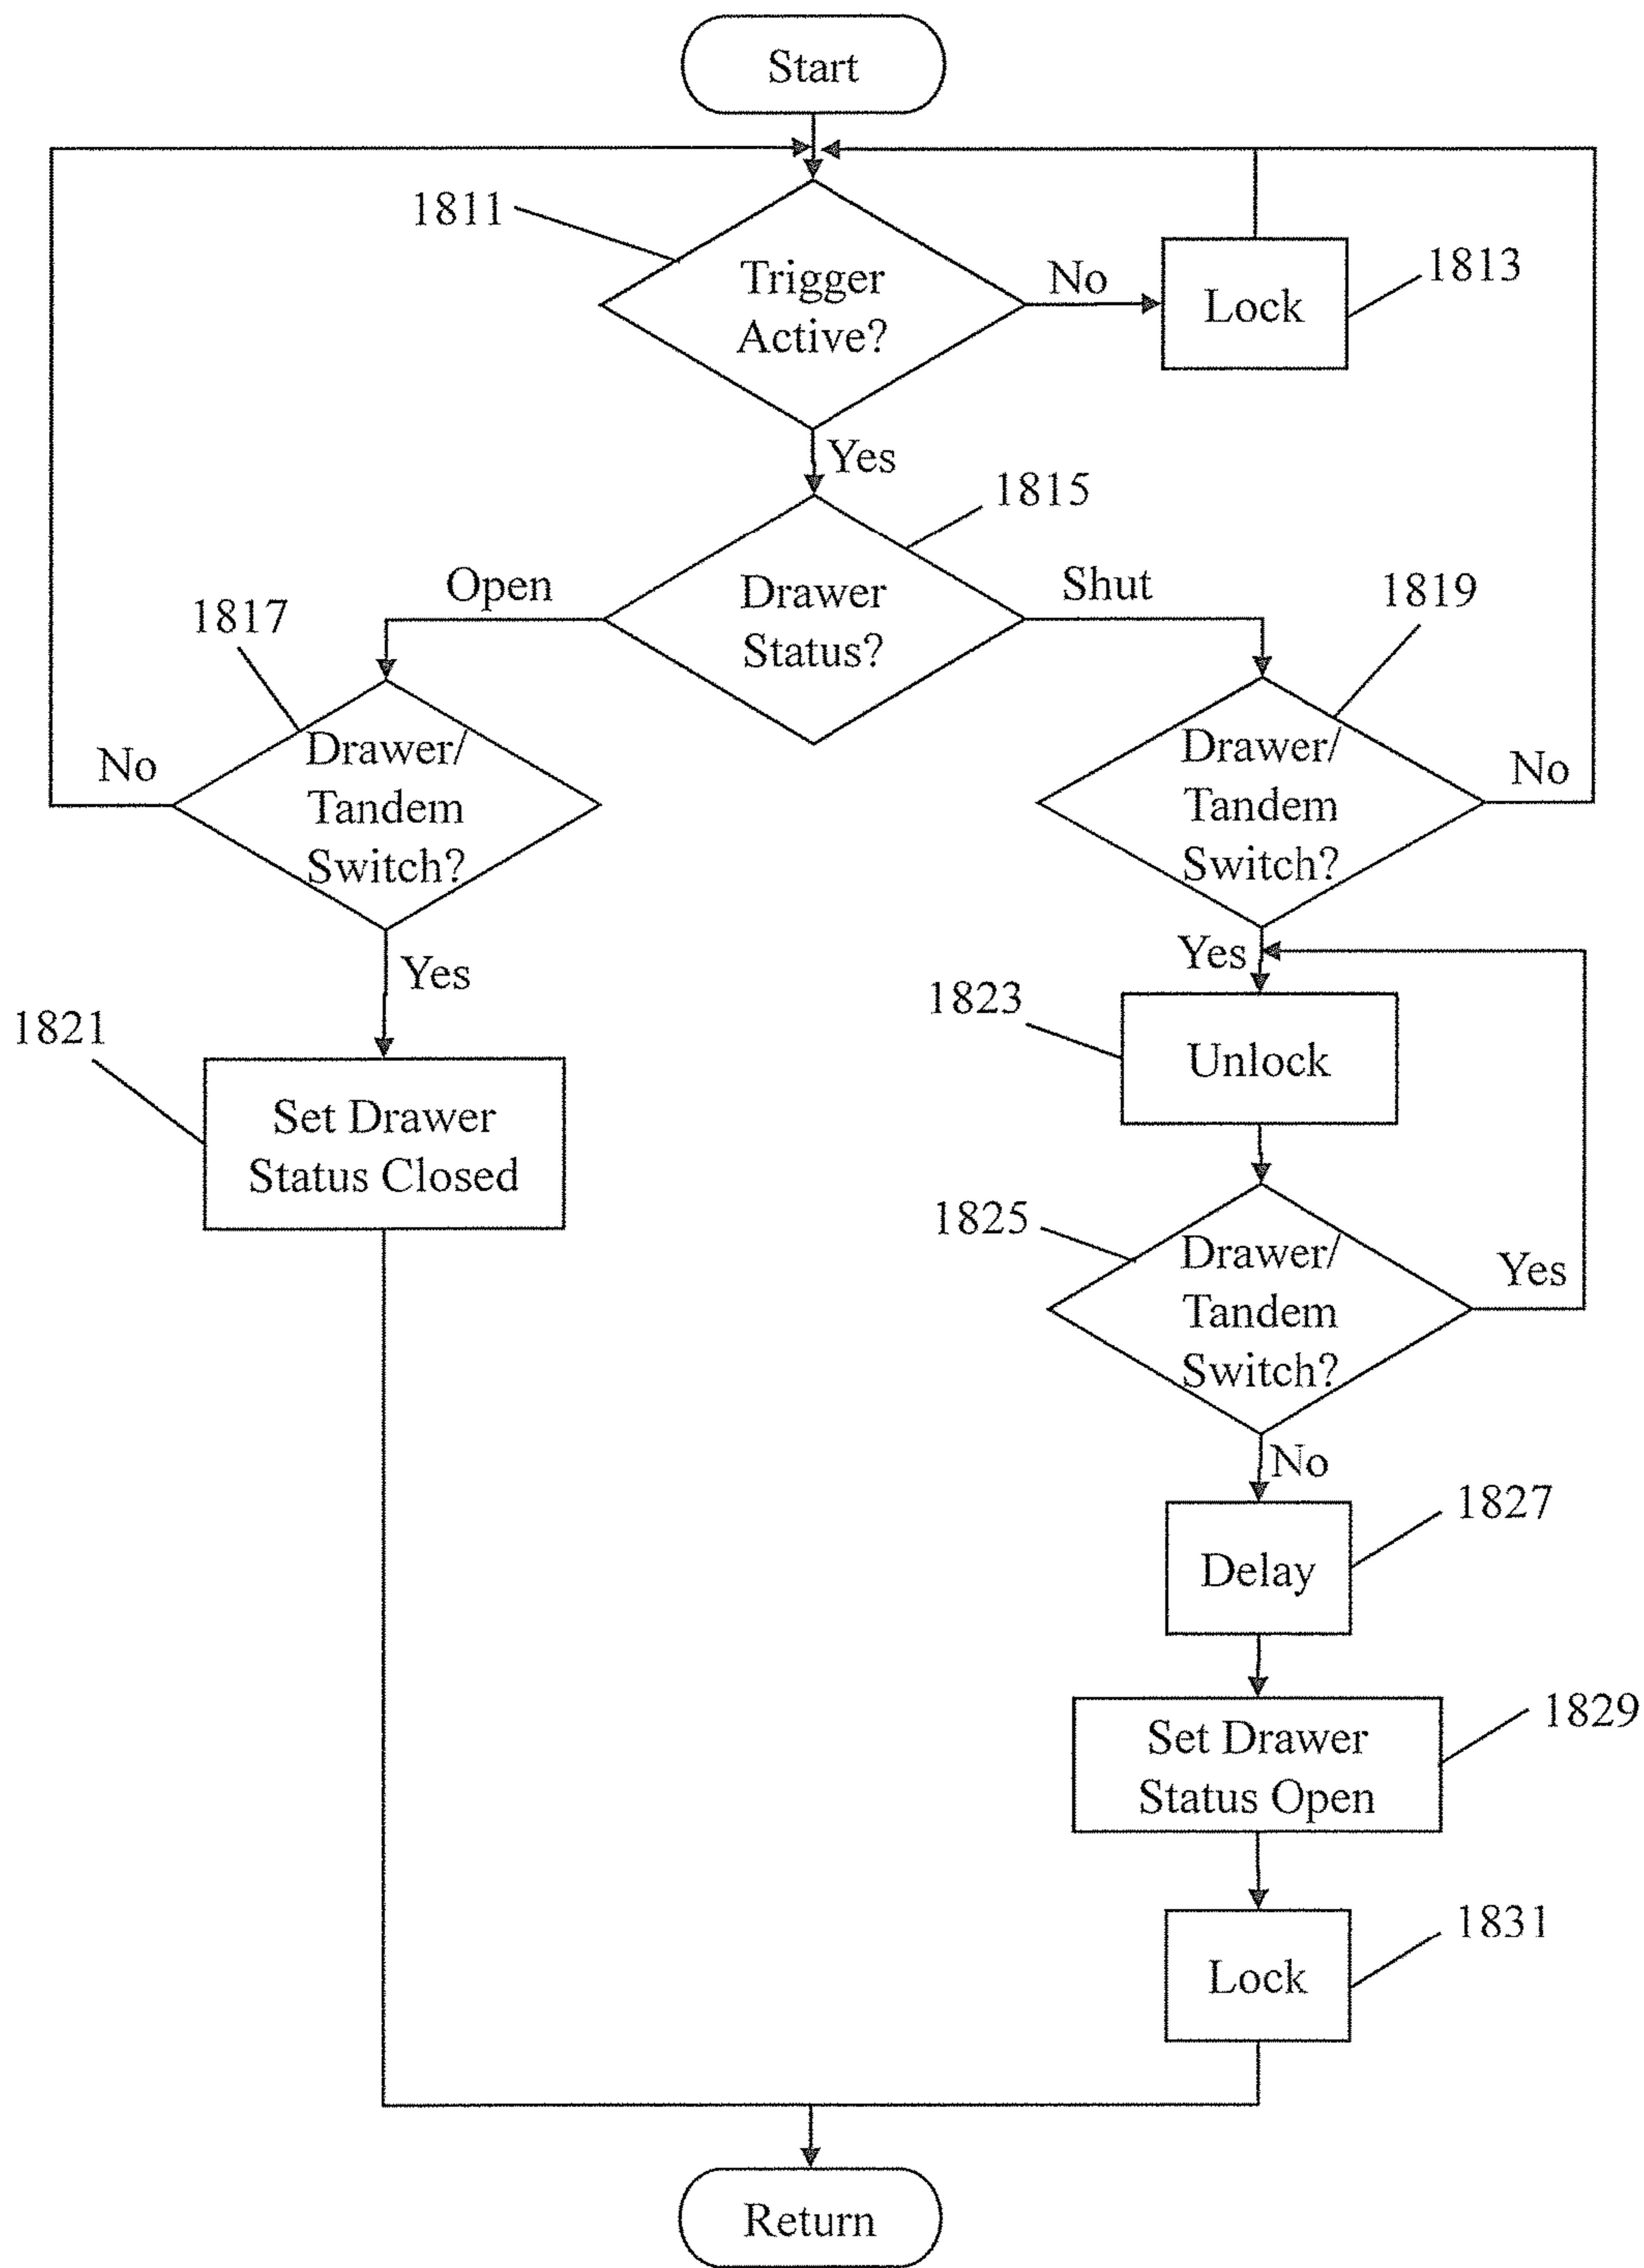 Start
1811
Trigger
Active?
No
Lock
1813
Yes
1815
Drawer
Status?
Open
Shut
1817
Drawer/
Tandem
Switch?
No
1819
Drawer/
Tandem
Switch?
No
Yes
1821
Set Drawer
Status Closed
Yes
1823
Unlock
1825
Drawer/
Tandem
Switch?
Yes
No
1827
Delay
1829
Set Drawer
Status Open
1831
Lock
Return